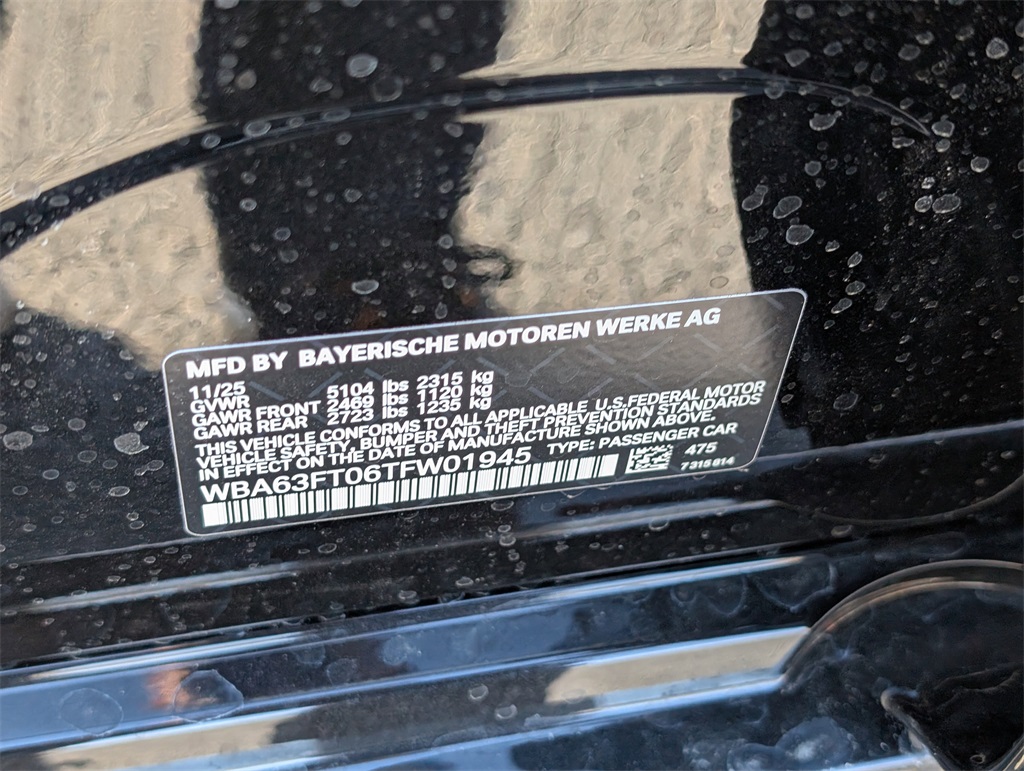 MFD BY BAYERISCHE MOTOREN WERKE AG
11/25
GVWR 5104 lbs 2315 kg
GAWR FRONT 2469 lbs 1120 kg
GAWR REAR 2723 lbs 1235 kg
THIS VEHICLE CONFORMS TO ALL APPLICABLE U.S.FEDERAL MOTOR
VEHICLE SAFETY, BUMPER AND THEFT PREVENTION STANDARDS
IN EFFECT ON THE DATE OF MANUFACTURE SHOWN ABOVE.
WBA63FT06TFW01945 TYPE: PASSENGER CAR
475
7315814